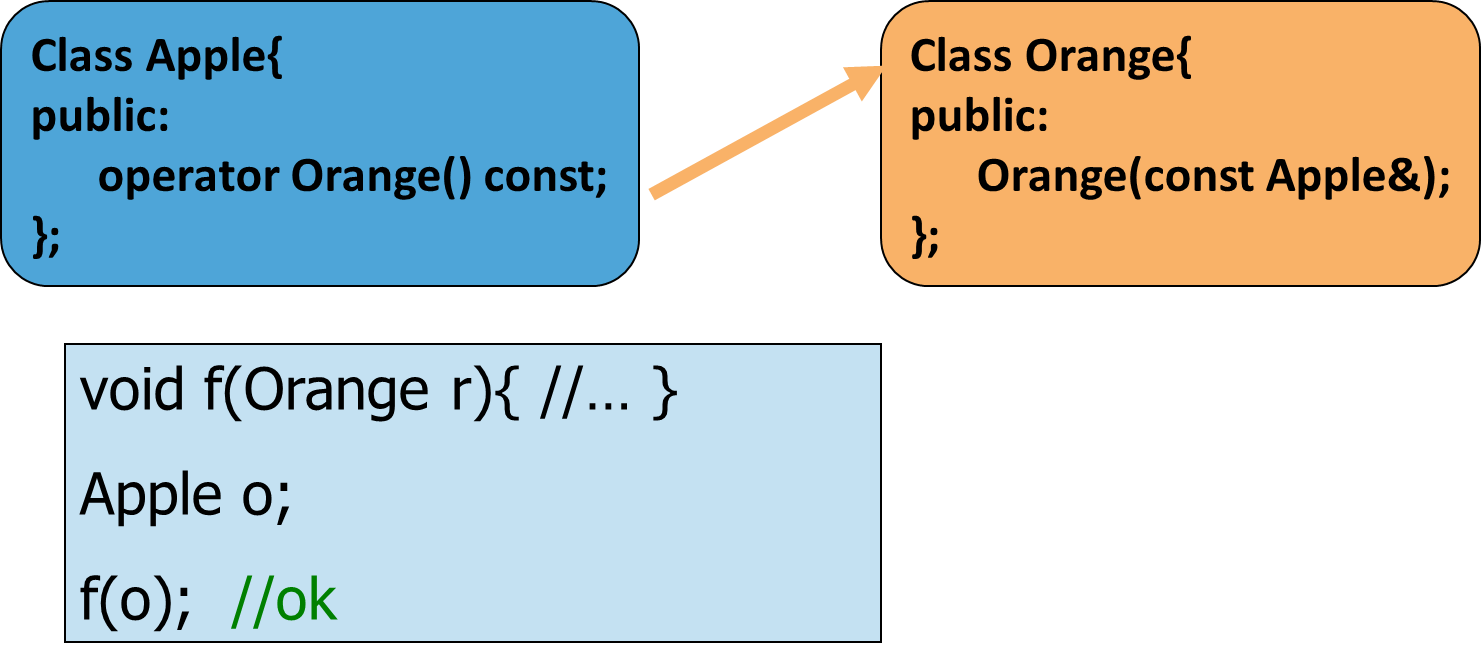 Class Apple{
public:
operator Orange() const;
};
Class Orange{
public:
Orange(const Apple&);
};
void f(Orange r){ //... }
Apple o;
f(o); //ok